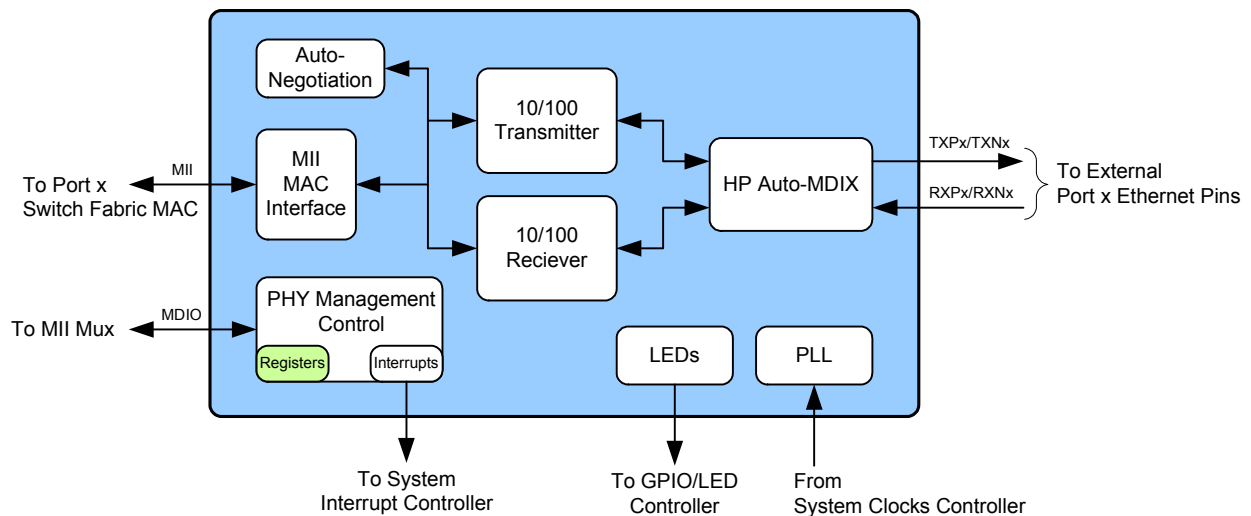 Auto-
Negotiation
10/100
Transmitter
MII
MAC
Interface
MII
To Port x
Switch Fabric MAC
HP Auto-MDIX
TXPx/TXNx
RXPx/RXNx
To External
Port x Ethernet Pins
10/100
Reciever
PHY Management
Control
MDIO
To MII Mux
Registers
Interrupts
LEDs
PLL
To System
Interrupt Controller
To GPIO/LED
Controller
From
System Clocks Controller